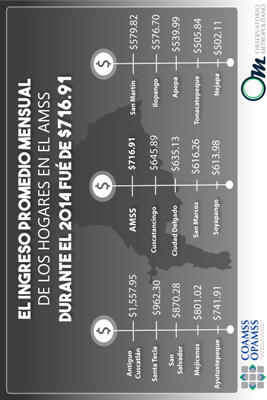 EL INGRESO PROMEDIO MENSUAL
DE LOS HOGARES EN EL AMSS
DURANTE EL 2014 FUE DE $716.91
$
Antiguo Cuscatlán $1,557.95
Santa Tecla $962.30
San Salvador $870.28
Mejicanos $801.02
Ayutuxtepeque $741.91
$
AMSS $716.91
Cuscatancingo $645.89
Ciudad Delgado $635.13
San Marcos $616.26
Soyapango $613.98
$
San Martín $579.82
Ilopango $576.70
Apopa $539.99
Tonacatepeque $505.84
Nejapa $502.11
COAMSS
OPAMSS
OM
OBSERVATORIO
METROPOLITANO